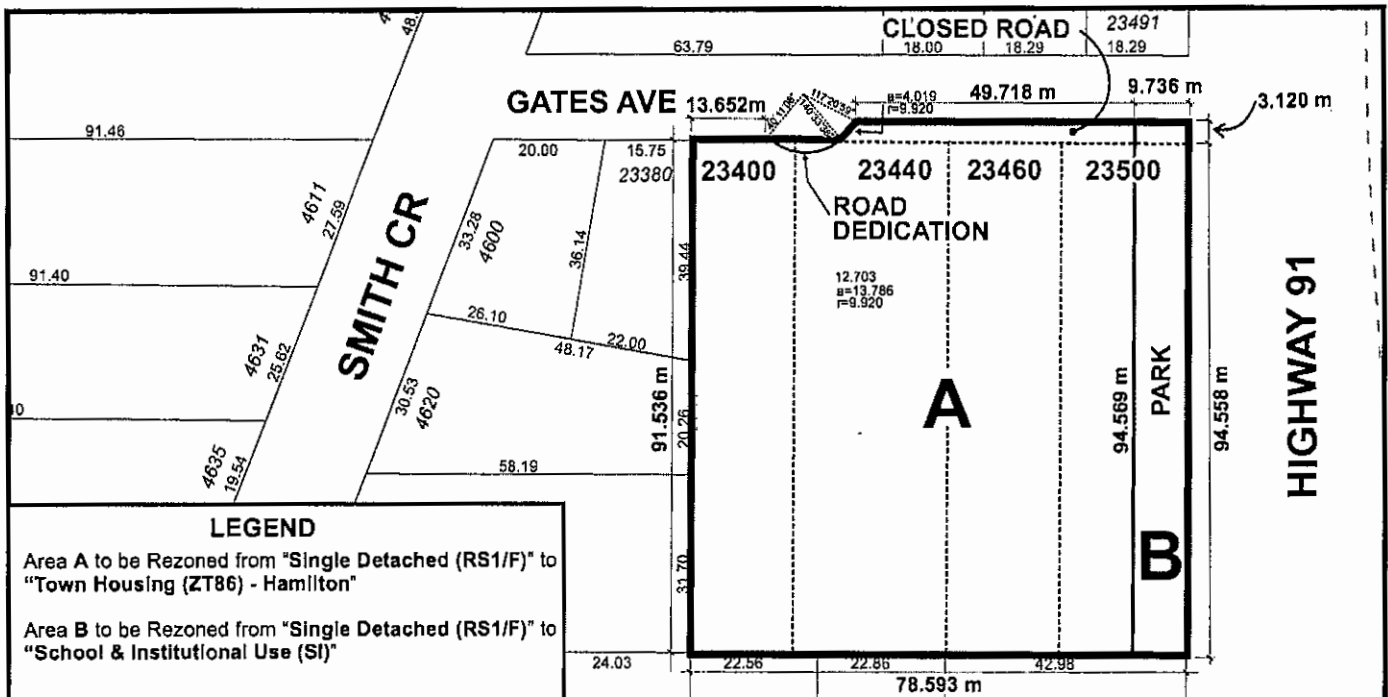 48.
63.79
18.00
18.29
18.29
23491
CLOSED ROAD
GATES AVE
13.652m
117.20.59
a=4.019
r=9.920
49.718 m
9.736 m
3.120 m
91.46
20.00
15.75
23380
23400
23440
23460
23500
ROAD
DEDICATION
4611
27.59
SMITH CR
33.28
4600
36.14
39.44
12.703
a=13.786
r=9.920
91.40
26.10
22.00
48.17
4631
25.62
30.53
4620
91.536 m
20.26
A
94.569 m
PARK
94.558 m
HIGHWAY 91
4635
19.54
58.19
31.70
B
LEGEND
Area A to be Rezoned from "Single Detached (RS1/F)" to
"Town Housing (ZT86) - Hamilton"
Area B to be Rezoned from "Single Detached (RS1/F)" to
"School & Institutional Use (SI)"
24.03
22.56
22.86
42.98
78.593 m